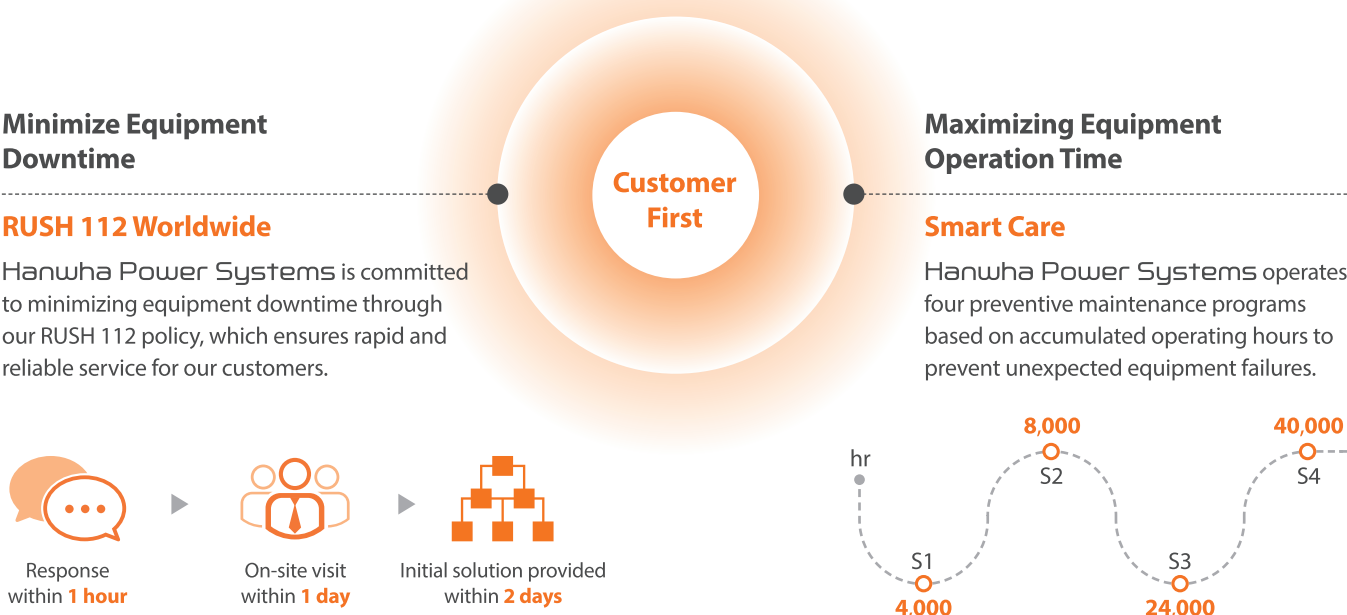 Minimize Equipment
Downtime
RUSH 112 Worldwide
Hanwha Power Systems is committed
to minimizing equipment downtime through
our RUSH 112 policy, which ensures rapid and
reliable service for our customers.
Response
within 1 hour
On-site visit
within 1 day
Initial solution provided
within 2 days
Customer
First
Maximizing Equipment
Operation Time
Smart Care
Hanwha Power Systems operates
four preventive maintenance programs
based on accumulated operating hours to
prevent unexpected equipment failures.
hr
S1
4,000
8,000
S2
S3
24,000
40,000
S4